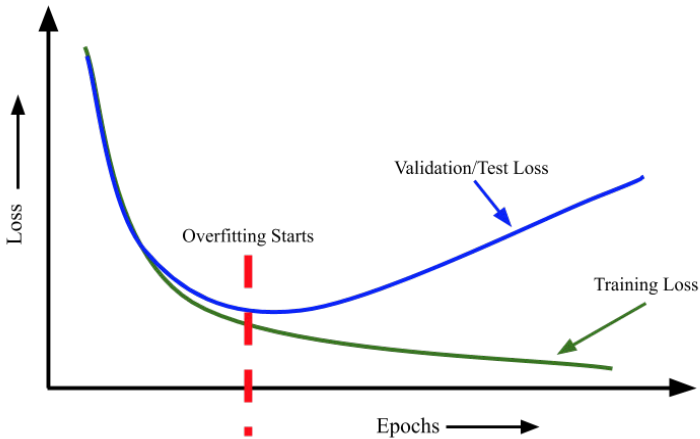 Validation/Test Loss
Loss
Overfitting Starts
Training Loss
Epochs